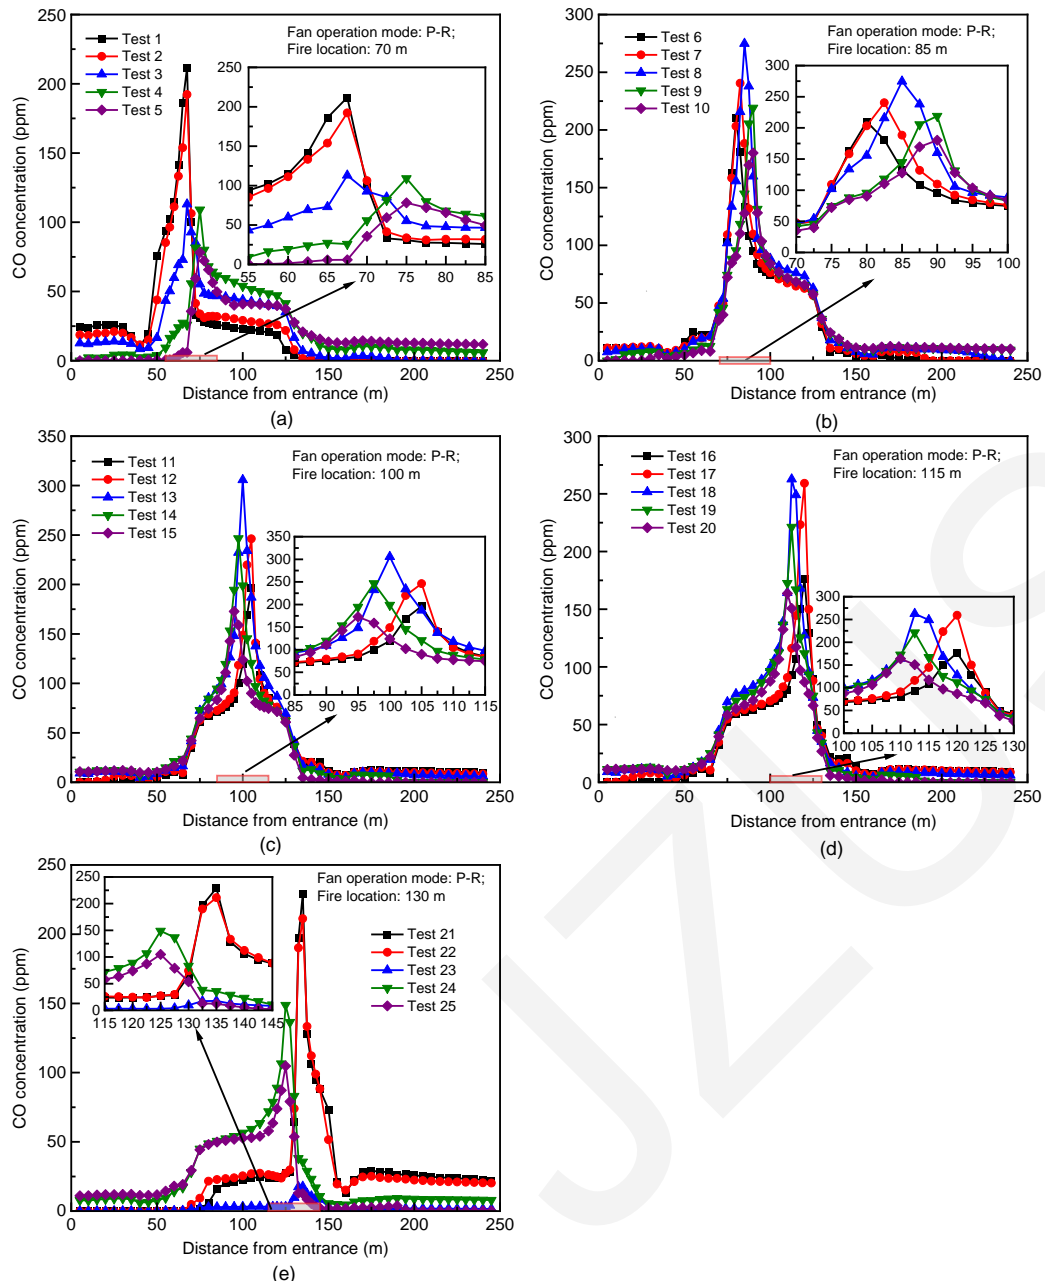 Fan operation mode: P-R;
Fire location: 70 m
Test 1
Test 2
Test 3
Test 4
Test 5
CO concentration (ppm)
250
200
150
100
50
0
0 50 100 150 200 250
250
200
150
100
50
0
55 60 65 70 75 80 85
Distance from entrance (m)
(a)
Fan operation mode: P-R;
Fire location: 85 m
Test 6
Test 7
Test 8
Test 9
Test 10
CO concentration (ppm)
300
250
200
150
100
50
0
0 50 100 150 200 250
300
250
200
150
100
50
0
70 75 80 85 90 95 100
Distance from entrance (m)
(b)
Fan operation mode: P-R;
Fire location: 100 m
Test 11
Test 12
Test 13
Test 14
Test 15
CO concentration (ppm)
350
300
250
200
150
100
50
0
0 50 100 150 200 250
350
300
250
200
150
100
50
0
85 90 95 100 105 110 115
Distance from entrance (m)
(c)
Fan operation mode: P-R;
Fire location: 115 m
Test 16
Test 17
Test 18
Test 19
Test 20
CO concentration (ppm)
300
250
200
150
100
50
0
0 50 100 150 200 250
300
250
200
150
100
50
0
100 105 110 115 120 125 130
Distance from entrance (m)
(d)
Fan operation mode: P-R;
Fire location: 130 m
Test 21
Test 22
Test 23
Test 24
Test 25
CO concentration (ppm)
250
200
150
100
50
0
0 50 100 150 200 250
250
200
150
100
50
0
115 120 125 130 135 140 145
Distance from entrance (m)
(e)
JZUS